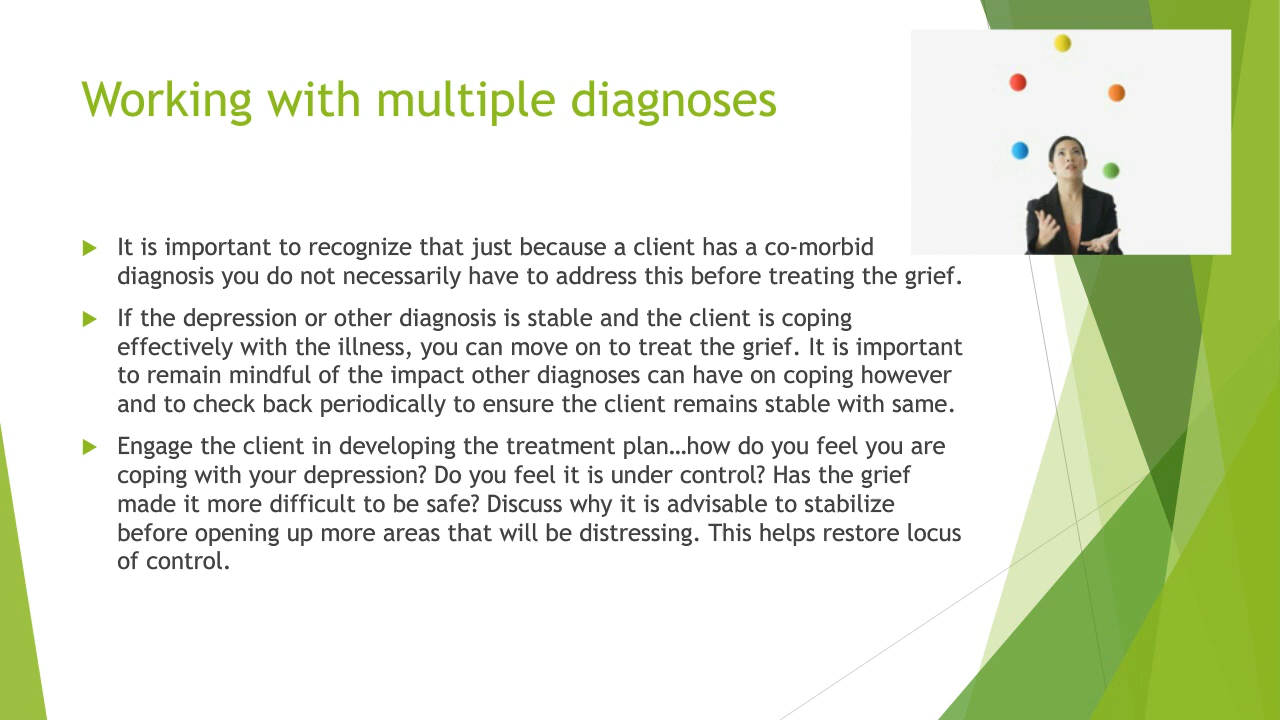 Working with multiple diagnoses
It is important to recognize that just because a client has a co-morbid
diagnosis you do not necessarily have to address this before treating the grief.
If the depression or other diagnosis is stable and the client is coping
effectively with the illness, you can move on to treat the grief. It is important
to remain mindful of the impact other diagnoses can have on coping however
and to check back periodically to ensure the client remains stable with same.
Engage the client in developing the treatment plan…how do you feel you are
coping with your depression? Do you feel it is under control? Has the grief
made it more difficult to be safe? Discuss why it is advisable to stabilize
before opening up more areas that will be distressing. This helps restore locus
of control.